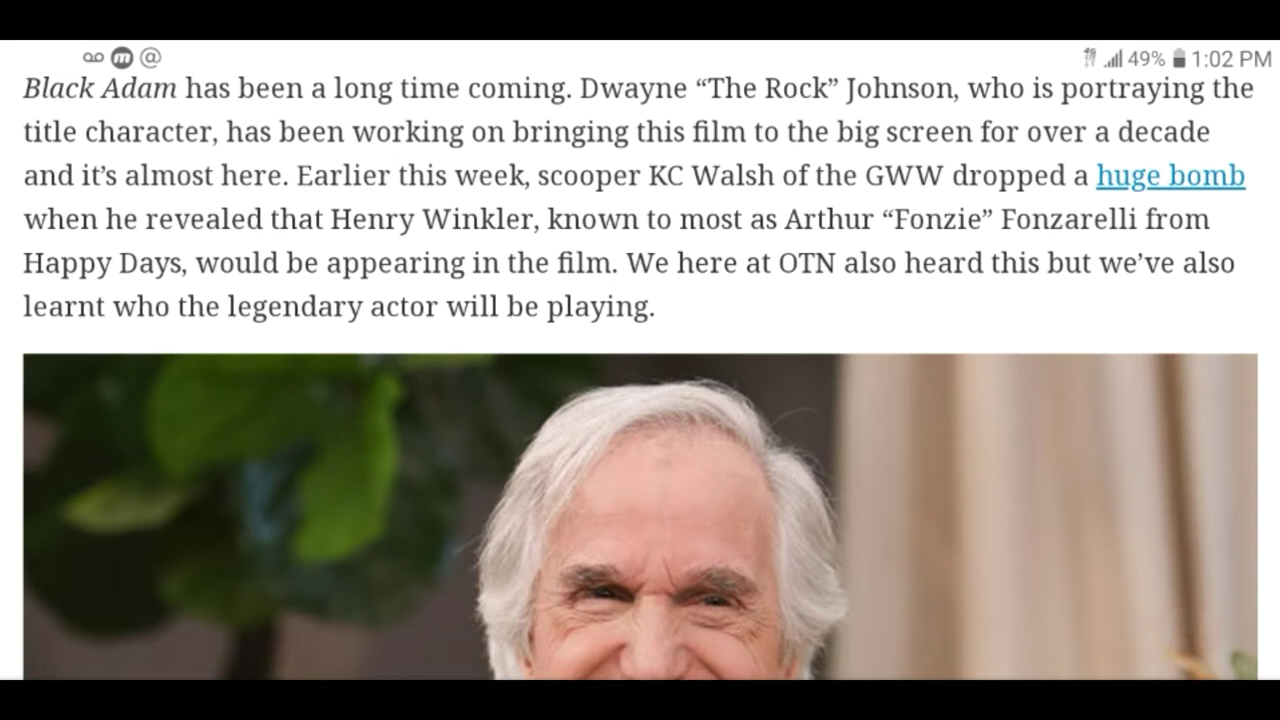 49% 1:02 PM
Black Adam has been a long time coming. Dwayne “The Rock” Johnson, who is portraying the
title character, has been working on bringing this film to the big screen for over a decade
and it’s almost here. Earlier this week, scooper KC Walsh of the GWW dropped a huge bomb
when he revealed that Henry Winkler, known to most as Arthur “Fonzie” Fonzarelli from
Happy Days, would be appearing in the film. We here at OTN also heard this but we’ve also
learnt who the legendary actor will be playing.